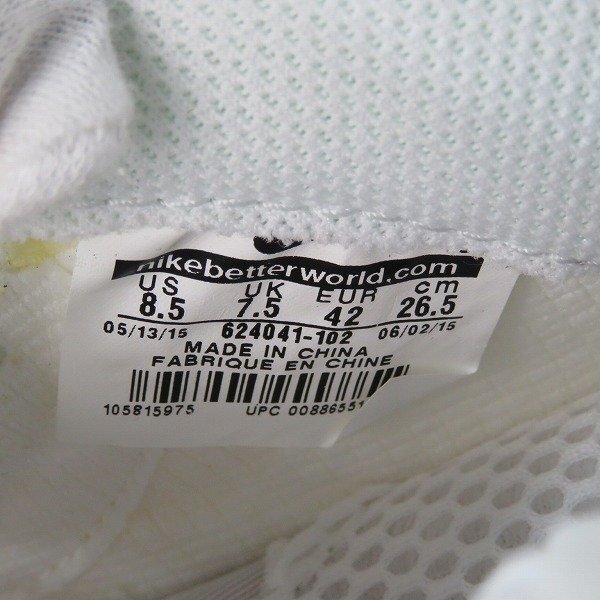 nikebetterworld.com
US UK EUR cm
8.5 7.5 42 26.5
05/13/15 624041-102 06/02/15
MADE IN CHINA
FABRIQUE EN CHINE
105815975 UPC 00886551